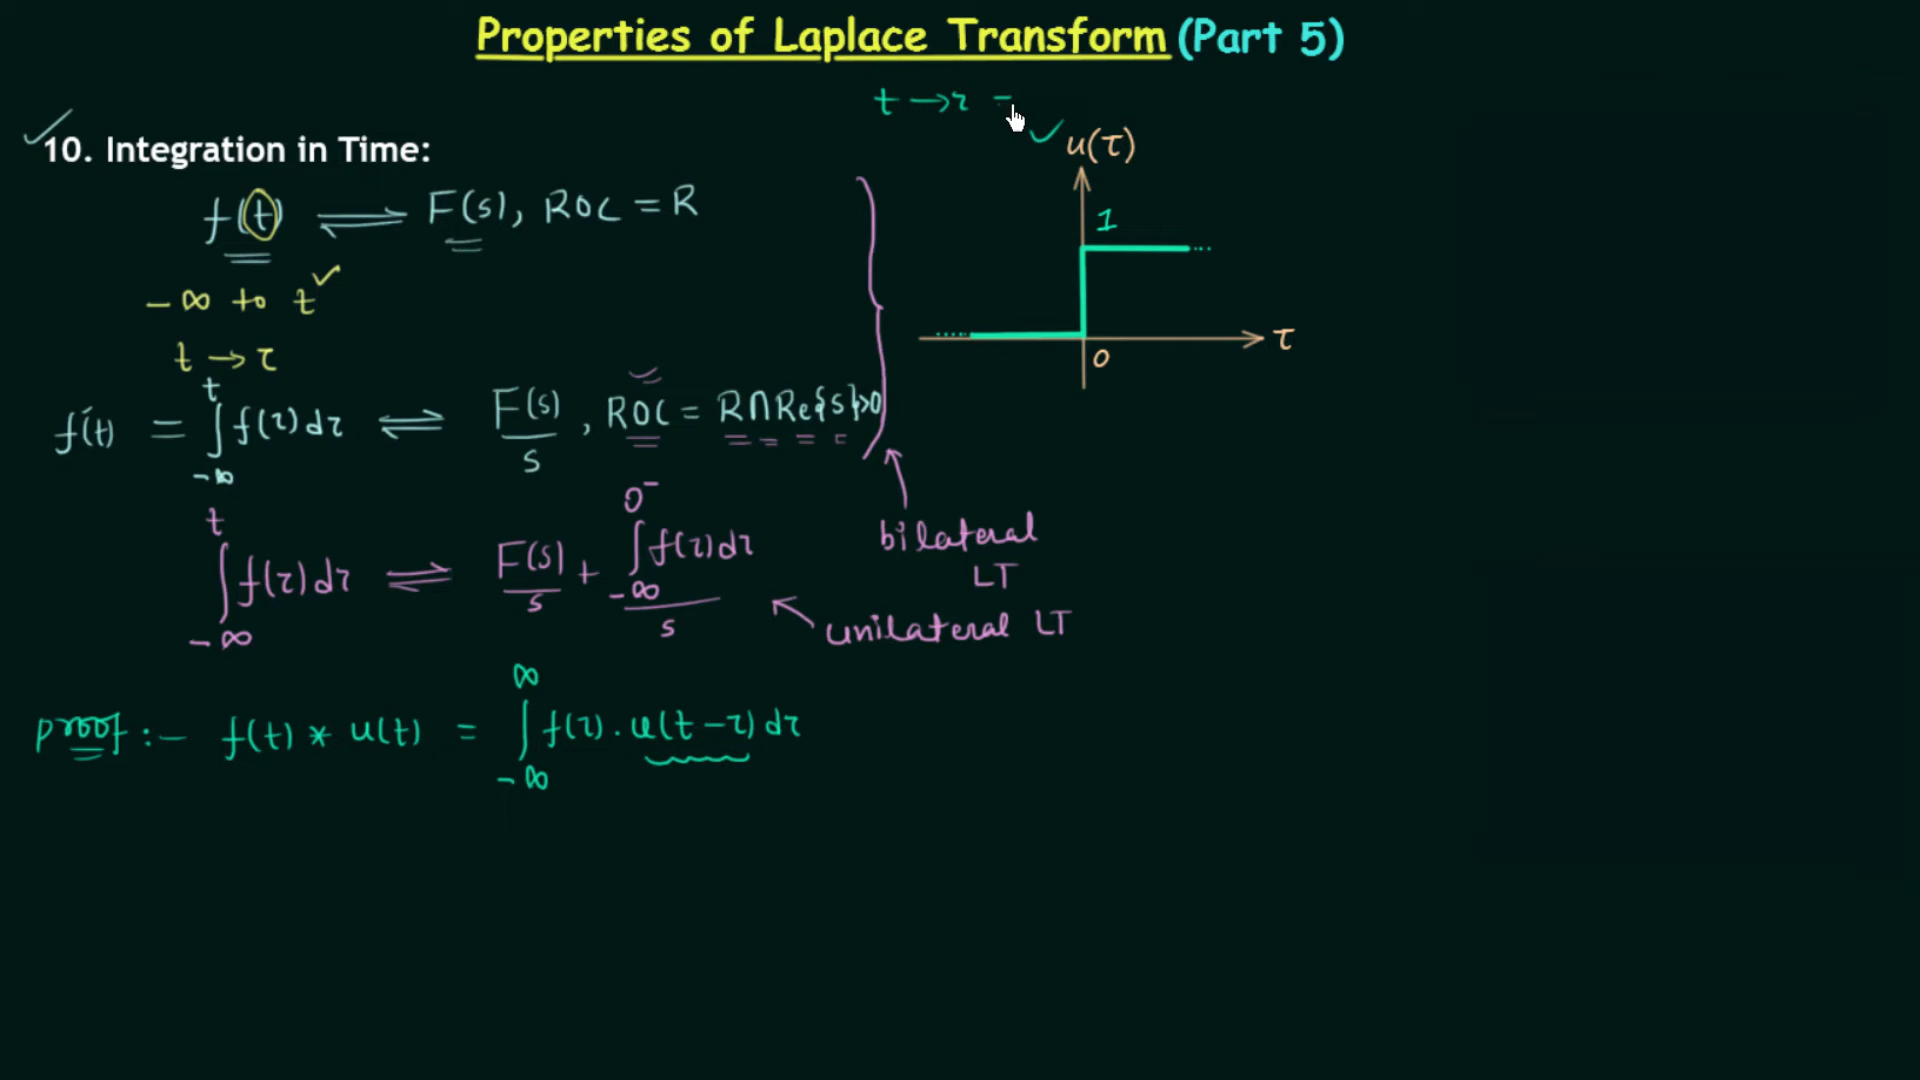 Properties of Laplace Transform (Part 5)
t → τ =
✓10. Integration in Time:
u(τ)
f(t) ⇌ F(s), ROC = R
1
-∞ to t ✓
0
τ
t → τ
f'(t) = ∫_{-∞}^{t} f(τ)dτ ⇌ F(s)/s, ROC = R∩Re{s}>0
bilateral
LT
∫_{-∞}^{t} f(τ)dτ ⇌ F(s)/s + ∫_{-∞}^{0⁻} f(τ)dτ/s
unilateral LT
proof:- f(t) * u(t) = ∫_{-∞}^{∞} f(τ).u(t-τ)dτ